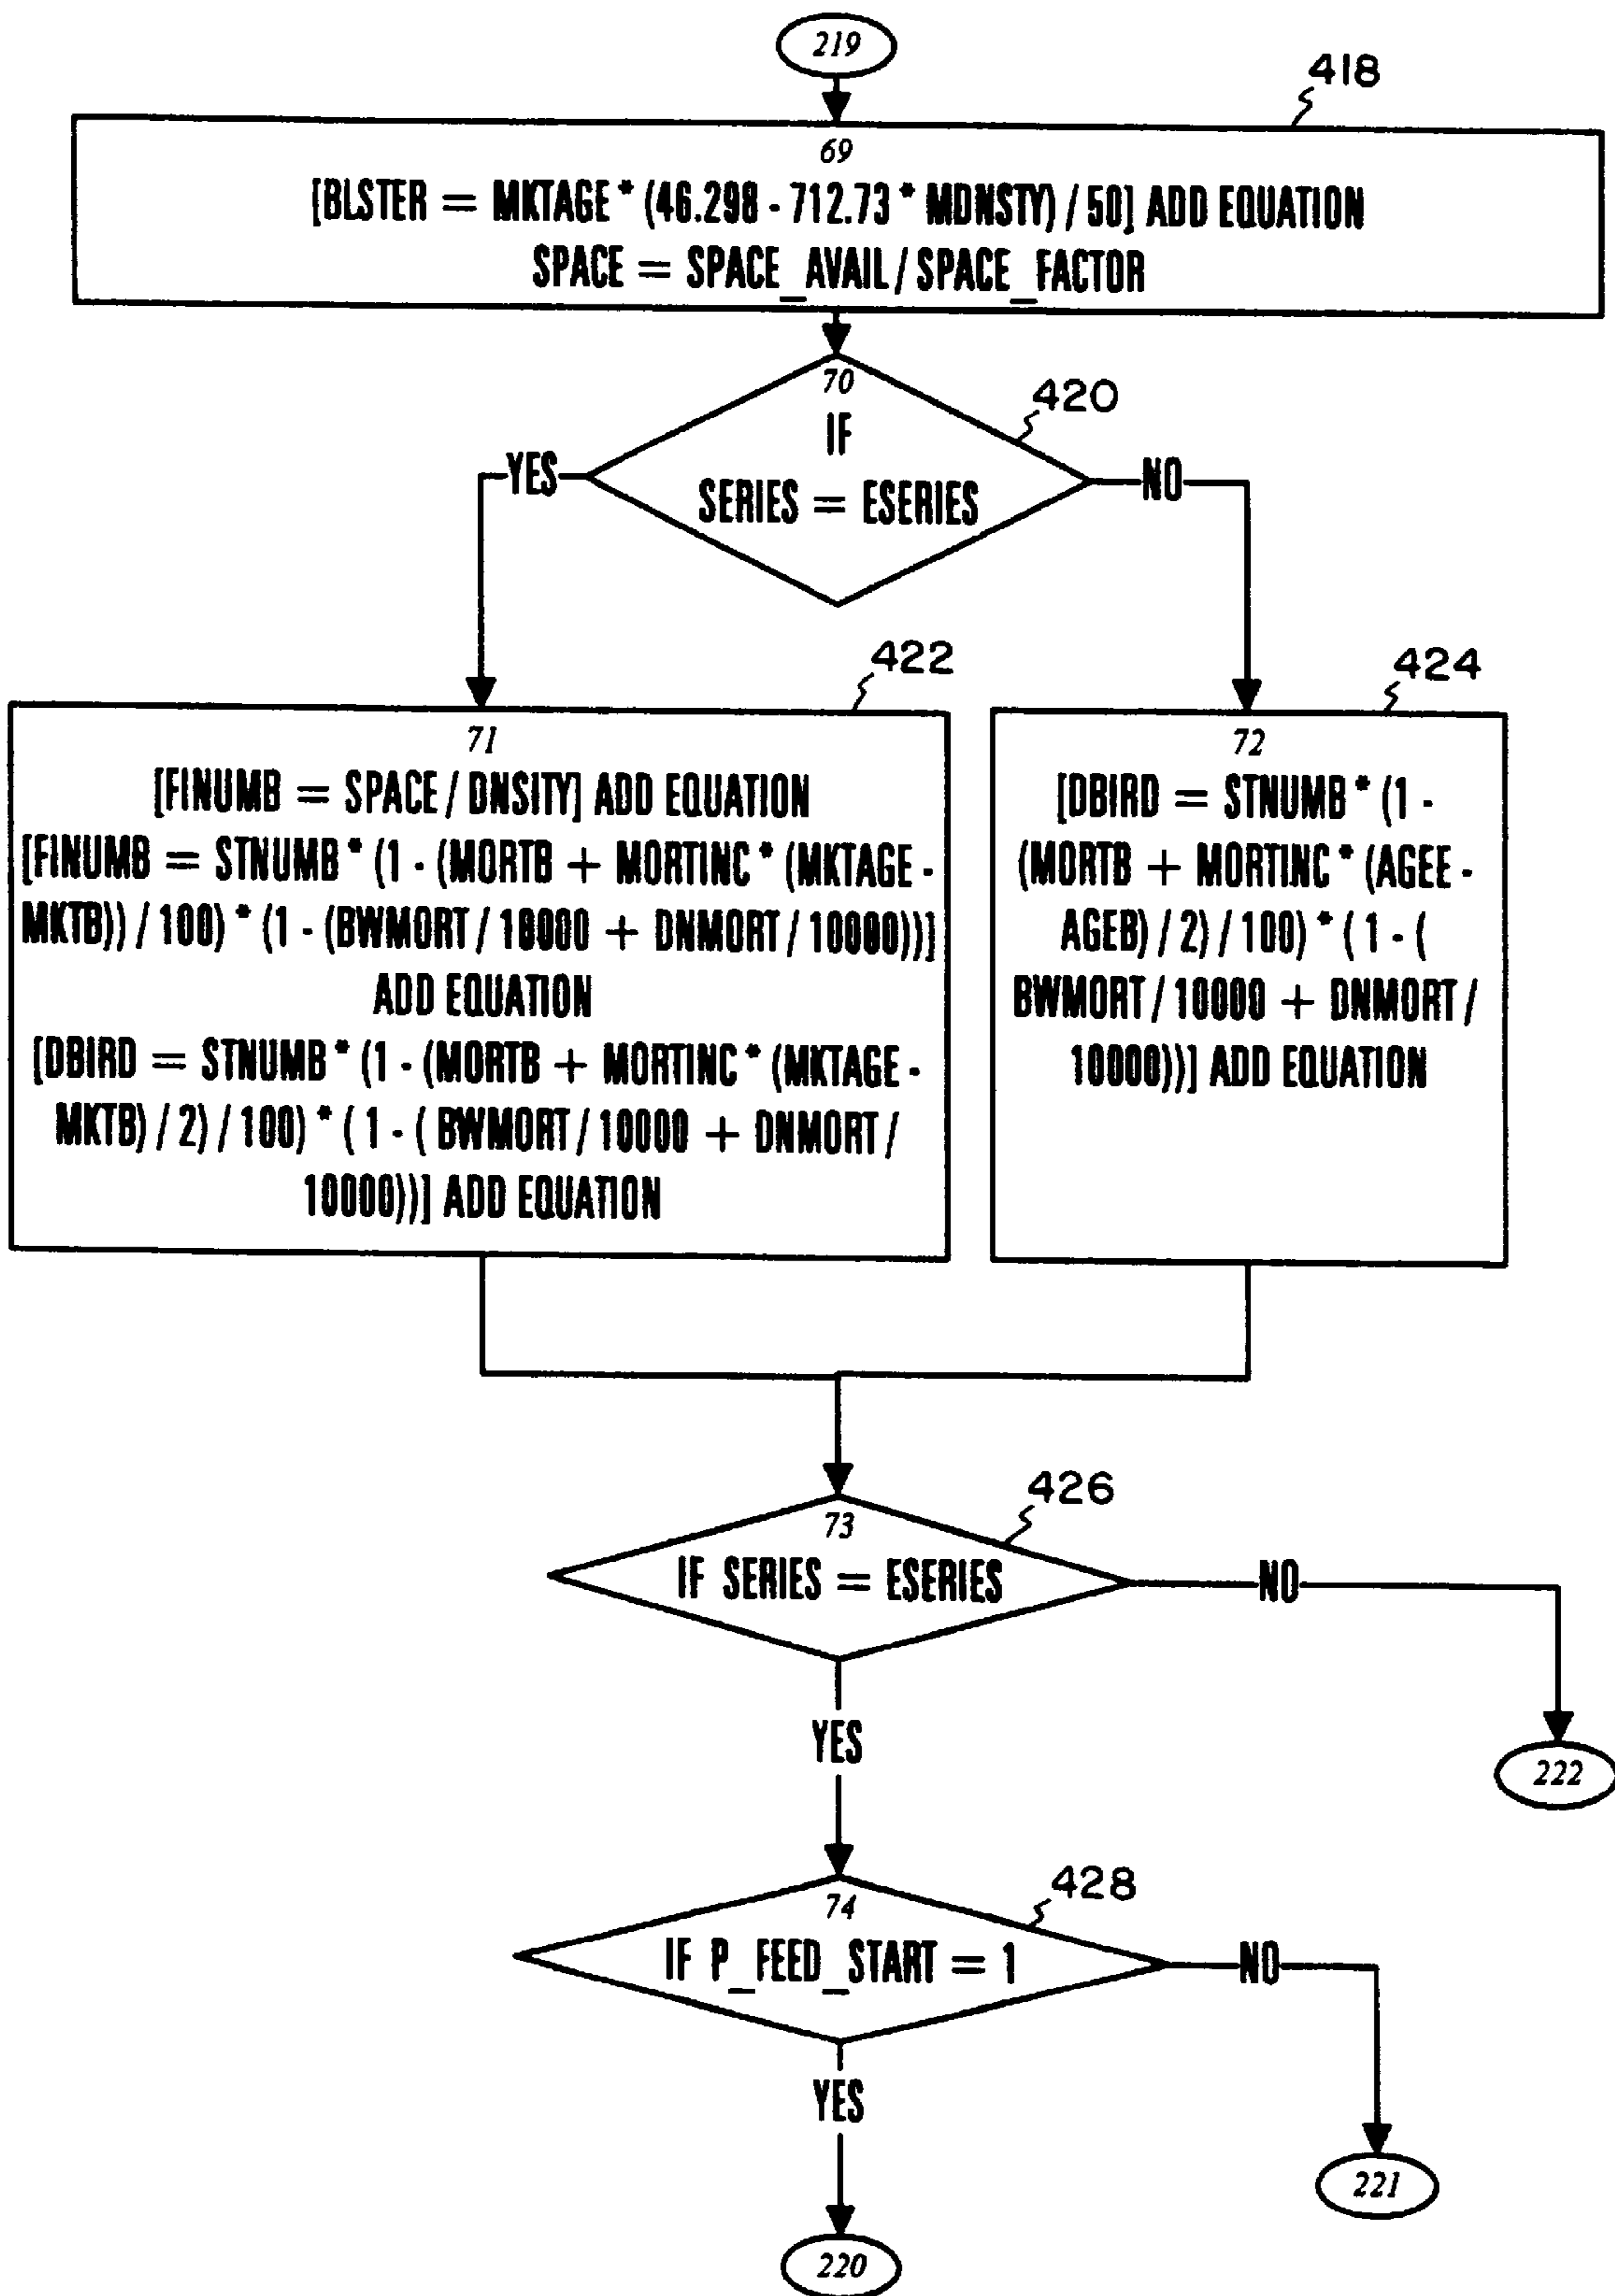 219
418
69
[BLSTER = MKTAGE * (46.298 - 712.73 * MDNSTY) / 50] ADD EQUATION
SPACE = SPACE_AVAIL / SPACE_FACTOR
70
420
IF
SERIES = ESERIES
YES
NO
422
71
[FINUMB = SPACE / DNSITY] ADD EQUATION
[FINUMB = STNUMB * (1 - (MORTB + MORTINC * (MKTAGE -
MKTB)) / 100) * (1 - (BWMORT / 10000 + DNMORT / 10000))]
ADD EQUATION
[DBIRD = STNUMB * (1 - (MORTB + MORTINC * (MKTAGE -
MKTB) / 2) / 100) * ( 1 - ( BWMORT / 10000 + DNMORT /
10000))] ADD EQUATION
424
72
[DBIRD = STNUMB * (1 -
(MORTB + MORTINC * (AGEE -
AGEB) / 2) / 100) * ( 1 - (
BWMORT / 10000 + DNMORT /
10000))] ADD EQUATION
426
73
IF SERIES = ESERIES
NO
YES
222
428
74
IF P_FEED_START = 1
NO
YES
221
220